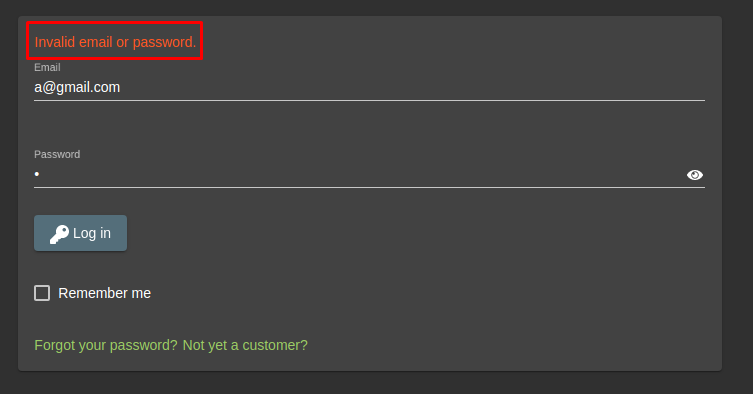 Invalid email or password.
Email
a@gmail.com
Password
•
Log in
Remember me
Forgot your password? Not yet a customer?